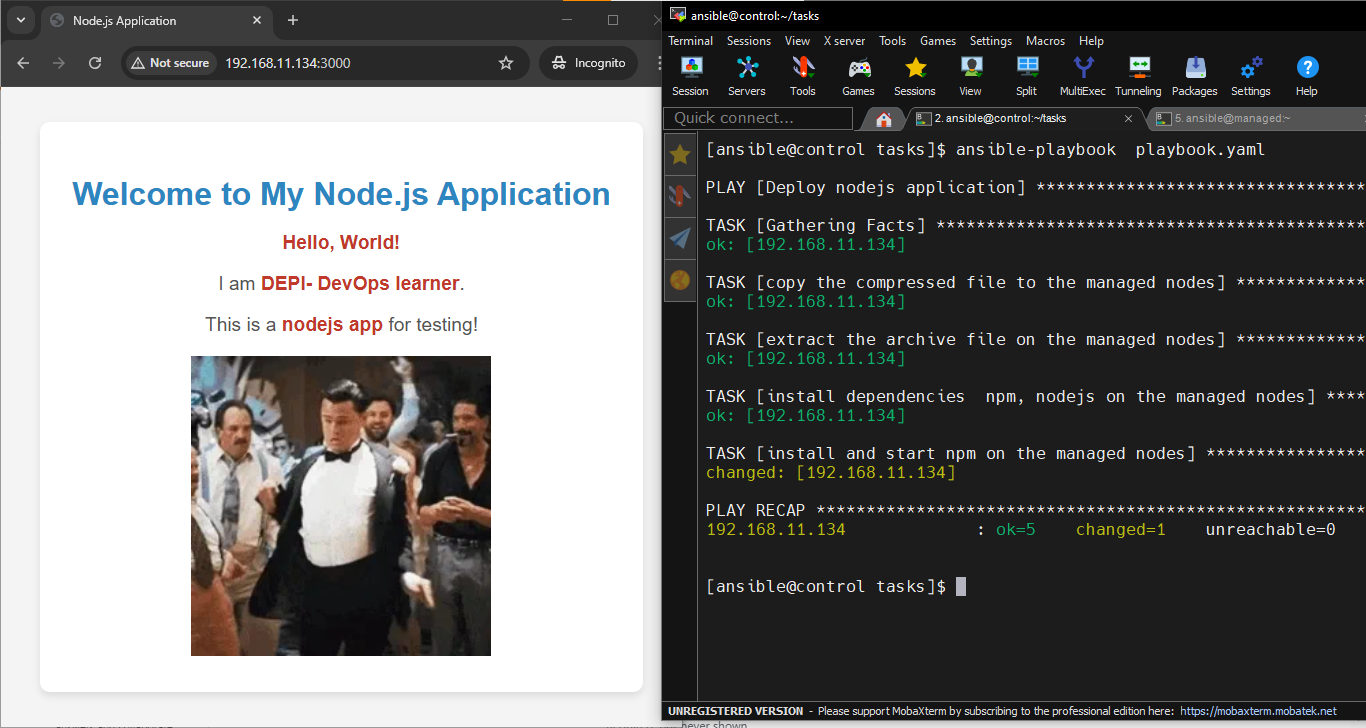 Node.js Application
Not secure
192.168.11.134:3000
Incognito
Welcome to My Node.js Application
Hello, World!
I am DEPI- DevOps learner.
This is a nodejs app for testing!
ansible@control:~/tasks
Terminal Sessions View X server Tools Games Settings Macros Help
Session Servers Tools Games Sessions View Split MultiExec Tunneling Packages Settings Help
Quick connect...
2. ansible@control:~/tasks
5. ansible@managed:~
[ansible@control tasks]$ ansible-playbook  playbook.yaml
PLAY [Deploy nodejs application] *********************************
TASK [Gathering Facts] *******************************************
ok: [192.168.11.134]
TASK [copy the compressed file to the managed nodes] *************
ok: [192.168.11.134]
TASK [extract the archive file on the managed nodes] *************
ok: [192.168.11.134]
TASK [install dependencies  npm, nodejs on the managed nodes] ****
ok: [192.168.11.134]
TASK [install and start npm on the managed nodes] ****************
changed: [192.168.11.134]
PLAY RECAP *******************************************************
192.168.11.134             : ok=5    changed=1    unreachable=0
[ansible@control tasks]$
UNREGISTERED VERSION - Please support MobaXterm by subscribing to the professional edition here: https://mobaxterm.mobatek.net
never shown